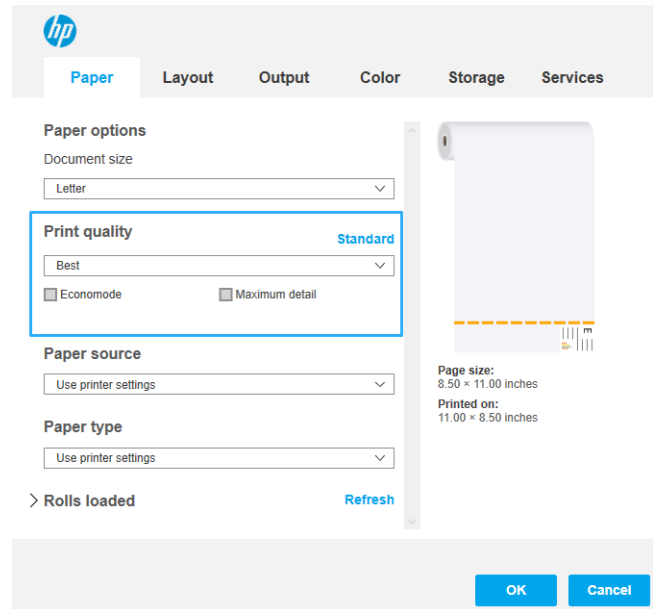 hp
Paper Layout Output Color Storage Services
Paper options
Document size
Letter
Print quality
Standard
Best
Economode Maximum detail
Paper source
Use printer settings
Paper type
Use printer settings
Rolls loaded
Refresh
Page size:
8.50 × 11.00 inches
Printed on:
11.00 × 8.50 inches
OK Cancel